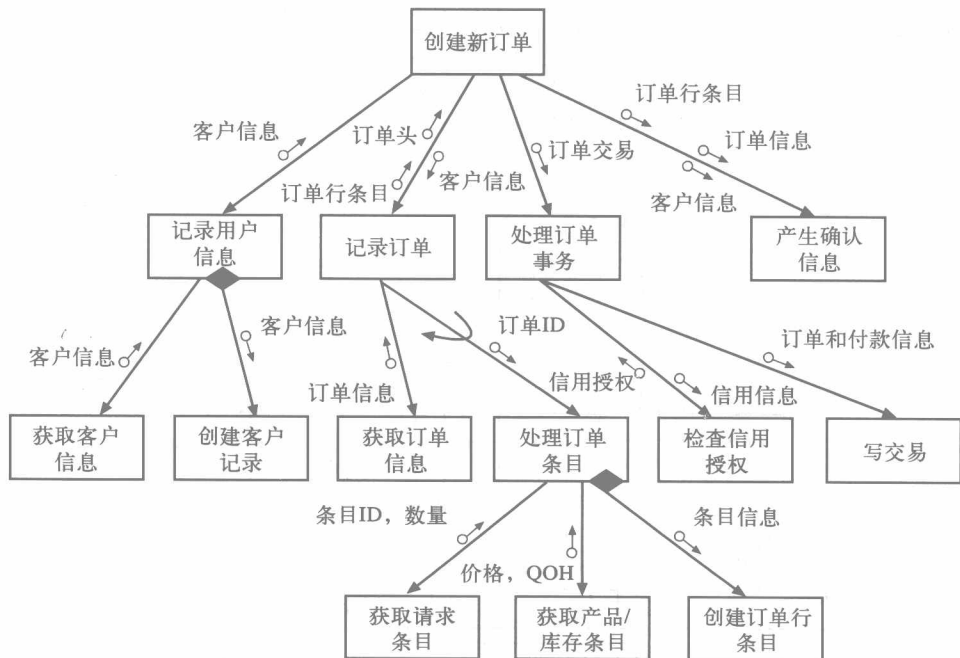 创建新订单
订单行条目
客户信息
订单头
订单交易
订单信息
订单行条目
客户信息
客户信息
记录用户
信息
记录订单
处理订单
事务
产生确认
信息
客户信息
客户信息
订单ID
订单和付款信息
订单信息
信用授权
信用信息
获取客户
信息
创建客户
记录
获取订单
信息
处理订单
条目
检查信用
授权
写交易
条目ID，数量
条目信息
价格，QOH
获取请求
条目
获取产品/
库存条目
创建订单行
条目